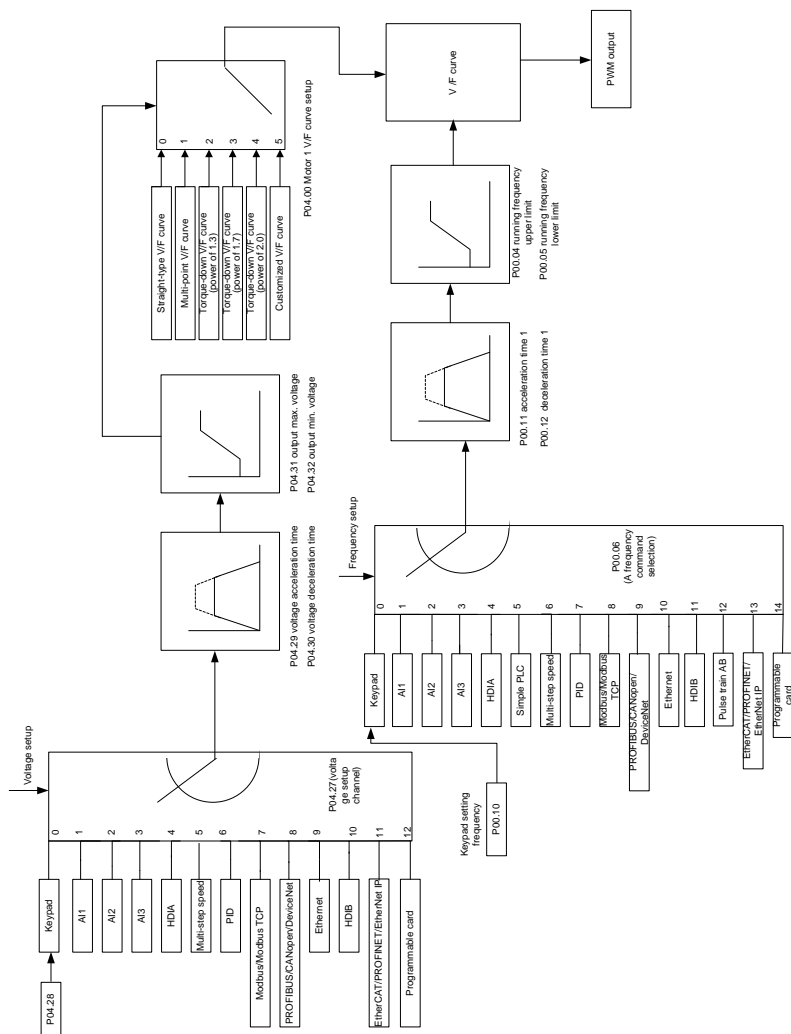 Voltage setup
P04.28
Keypad
AI1
AI2
AI3
HDIA
Multi-step speed
PID
Modbus/Modbus TCP
PROFIBUS/CANopen/DeviceNet
Ethernet
HDIB
EtherCAT/PROFINET/EtherNet IP
Programmable card
0
1
2
3
4
5
6
7
8
9
10
11
12
P04.27(volta
ge setup
channel)
P04.29 voltage acceleration time
P04.30 voltage deceleration time
P04.31 output max. voltage
P04.32 output min. voltage
Straight-type V/F curve
Multi-point V/F curve
Torque-down V/F curve
(power of 1.3)
Torque-down V/F curve
(power of 1.7)
Torque-down V/F curve
(power of 2.0)
Customized V/F curve
0
1
2
3
4
5
P04.00 Motor 1 V/F curve setup
Frequency setup
Keypad setting
frequency
P00.10
Keypad
AI1
AI2
AI3
HDIA
Simple PLC
Multi-step speed
PID
Modbus/Modbus
TCP
PROFIBUS/CANopen/
DeviceNet
Ethernet
HDIB
Pulse train AB
EtherCAT/PROFINET/
EtherNet IP
Programmable
card
0
1
2
3
4
5
6
7
8
9
10
11
12
13
14
P00.06
(A frequency
command
selection)
P00.11 acceleration time 1
P00.12 deceleration time 1
P00.04 running frequency
upper limit
P00.05 running frequency
lower limit
V /F curve
PWM output